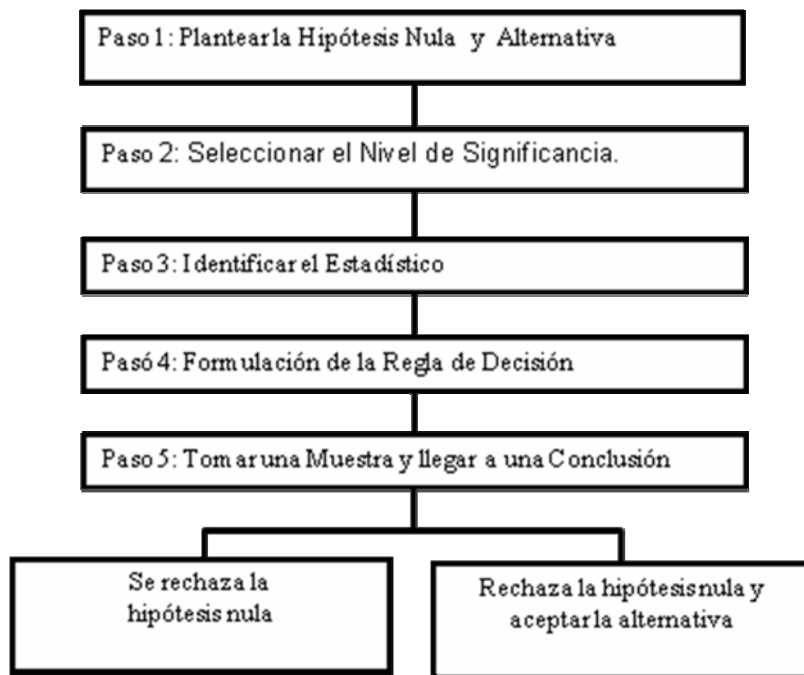 Paso 1: Plantear la Hipótesis Nula y Alternativa
Paso 2: Seleccionar el Nivel de Significancia.
Paso 3: Identificar el Estadístico
Pasó 4: Formulación de la Regla de Decisión
Paso 5: Tomar una Muestra y llegar a una Conclusión
Se rechaza la
hipótesis nula
Rechaza la hipótesis nula y
aceptar la alternativa